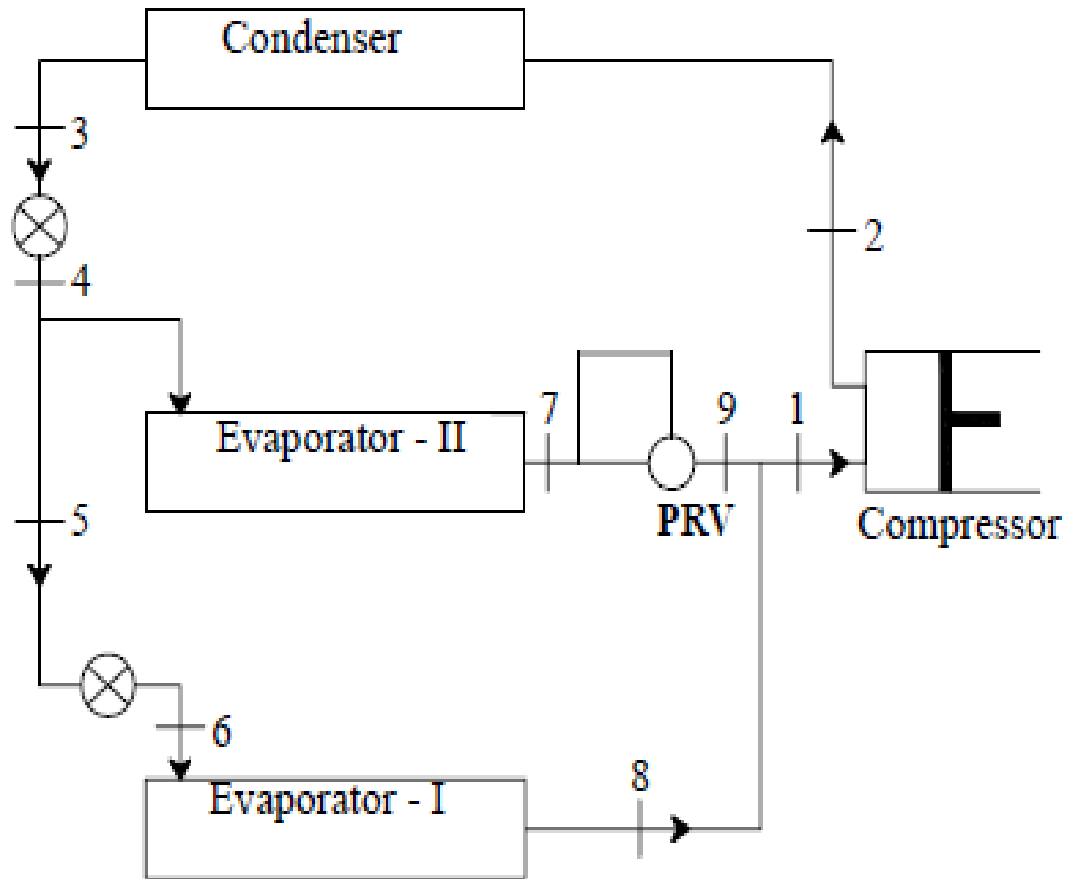 Condenser
3
2
4
7
9
1
Evaporator - II
PRV
Compressor
5
6
8
Evaporator - I